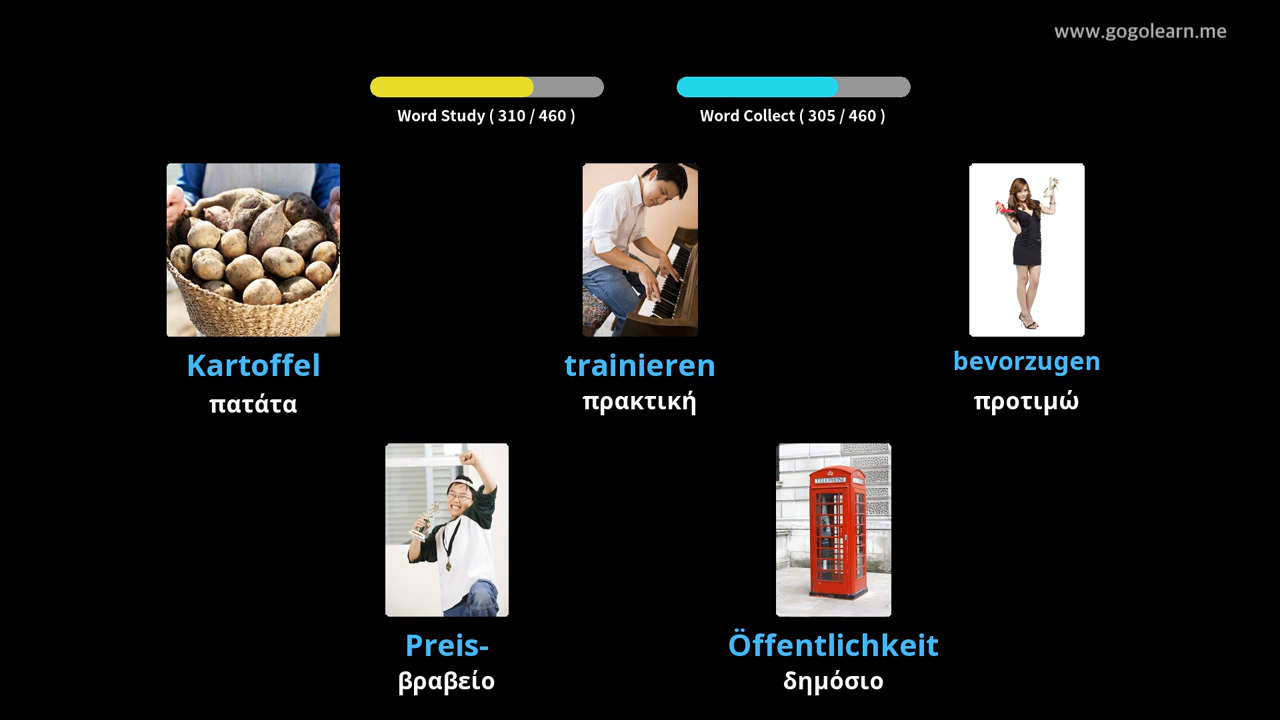 www.gogolearn.me
Word Study ( 310 / 460 )
Word Collect ( 305 / 460 )
Kartoffel
πατάτα
trainieren
πρακτική
bevorzugen
προτιμώ
TELEPHONE
Preis-
βραβείο
Öffentlichkeit
δημόσιο